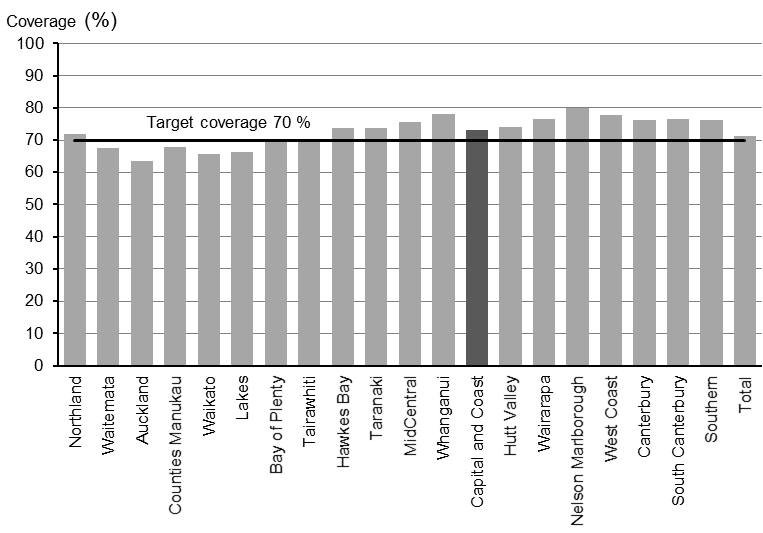 Coverage (%)
100
90
80
70
60
50
40
30
20
10
0
Target coverage 70 %
Northland
Waitemata
Auckland
Counties Manukau
Waikato
Lakes
Bay of Plenty
Tairawhiti
Hawkes Bay
Taranaki
MidCentral
Whanganui
Capital and Coast
Hutt Valley
Wairarapa
Nelson Marlborough
West Coast
Canterbury
South Canterbury
Southern
Total